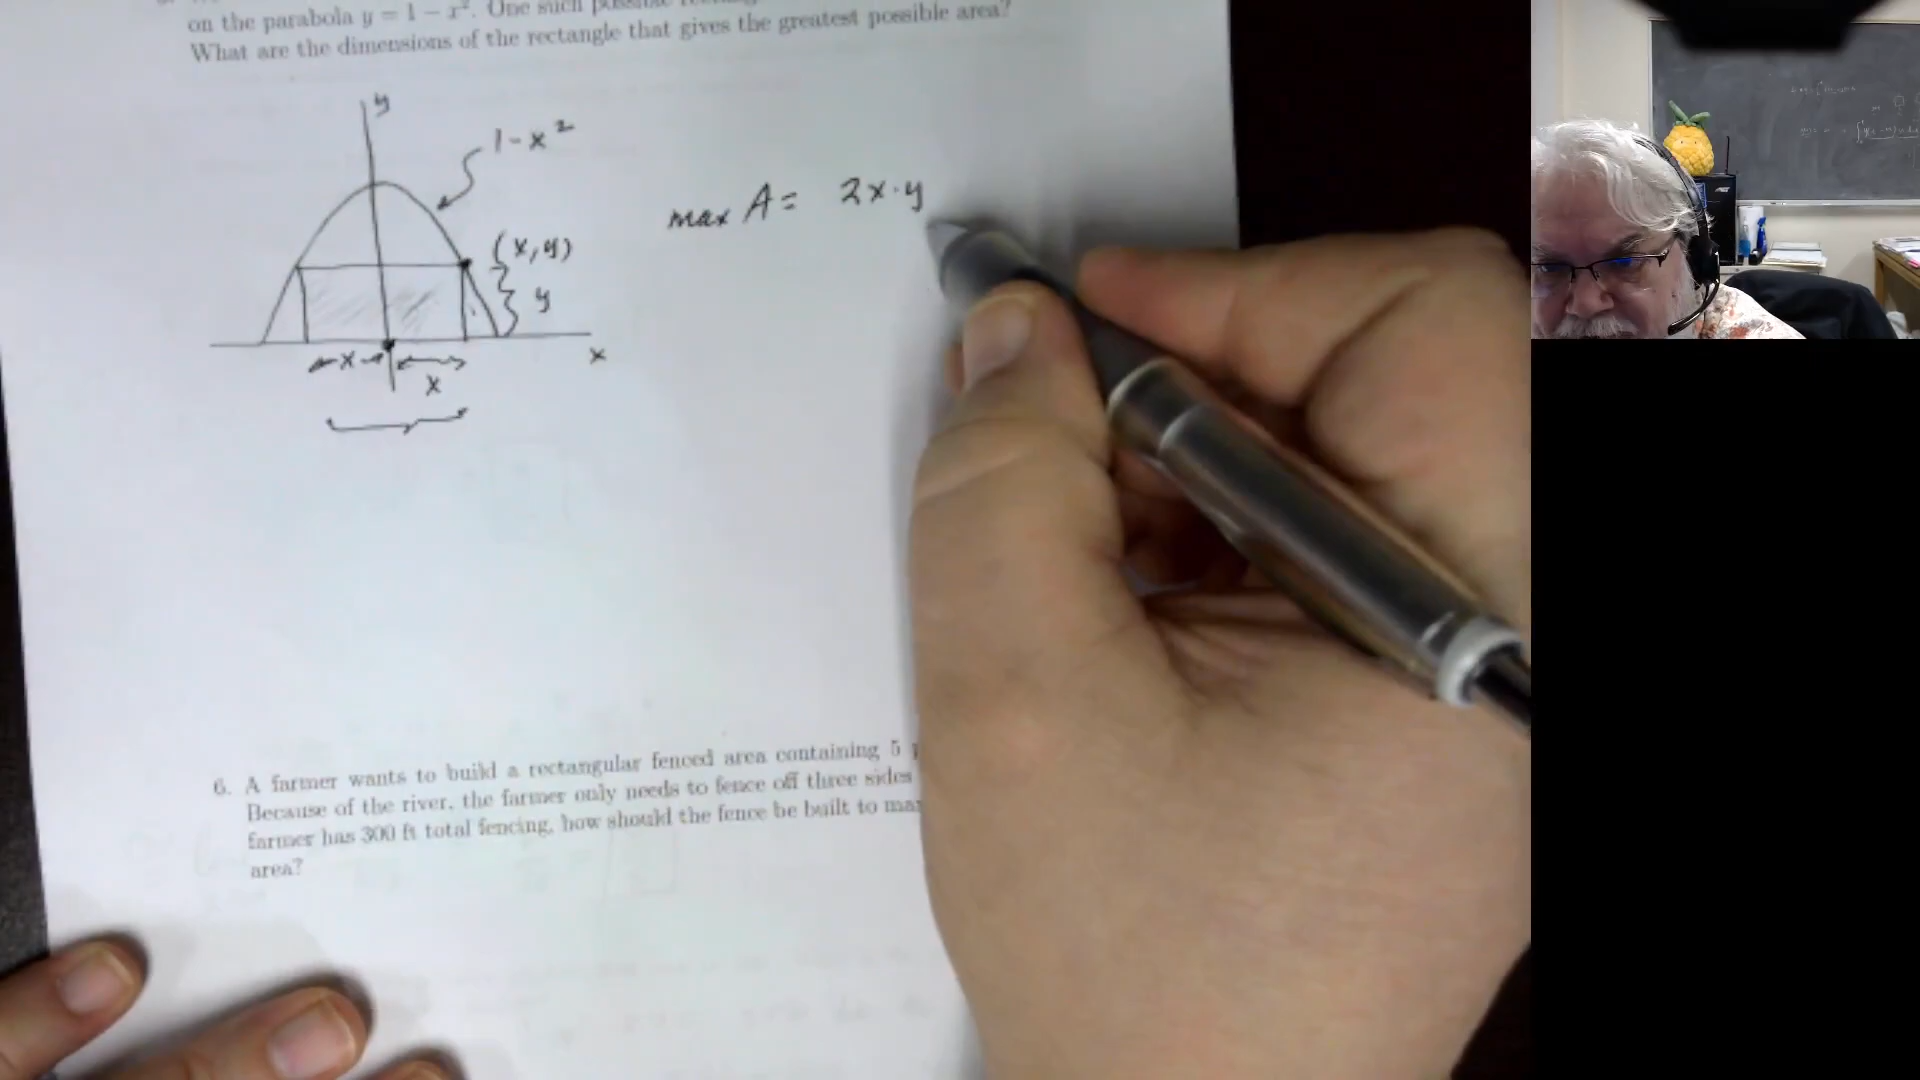 on the parabola y = 1 − x². One such possible
What are the dimensions of the rectangle that gives the greatest possible area?
y
1-x²
max A = 2x·y
(x,y)
y
x
x
x
6. A farmer wants to build a rectangular fenced area containing 5
Because of the river, the farmer only needs to fence off three sides
farmer has 300 ft total fencing, how should the fence be built to
area?